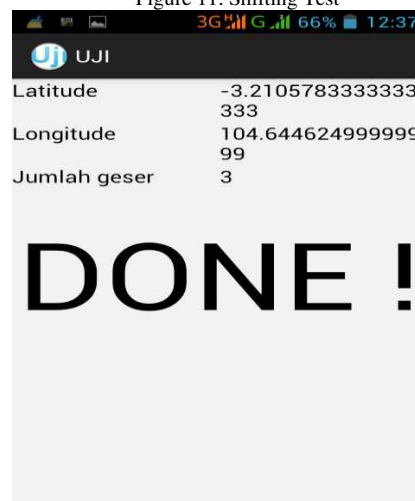 Figure 11. Shifting Test
3G H G 66% 12:37
Uj UJI
Latitude -3.2105783333333
333
Longitude 104.644624999999
99
Jumlah geser 3
DONE !